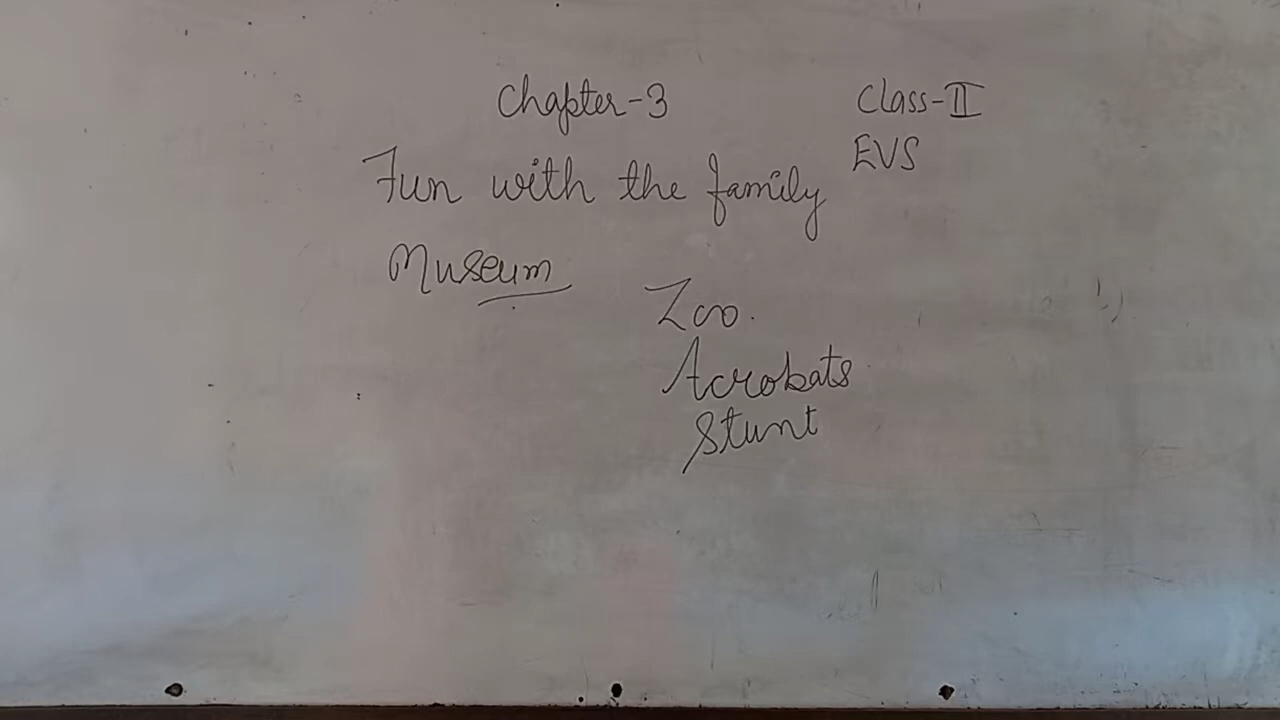 Chapter-3
Class-II
EVS
Fun with the family
Museum
Zoo.
Acrobats
Stunt